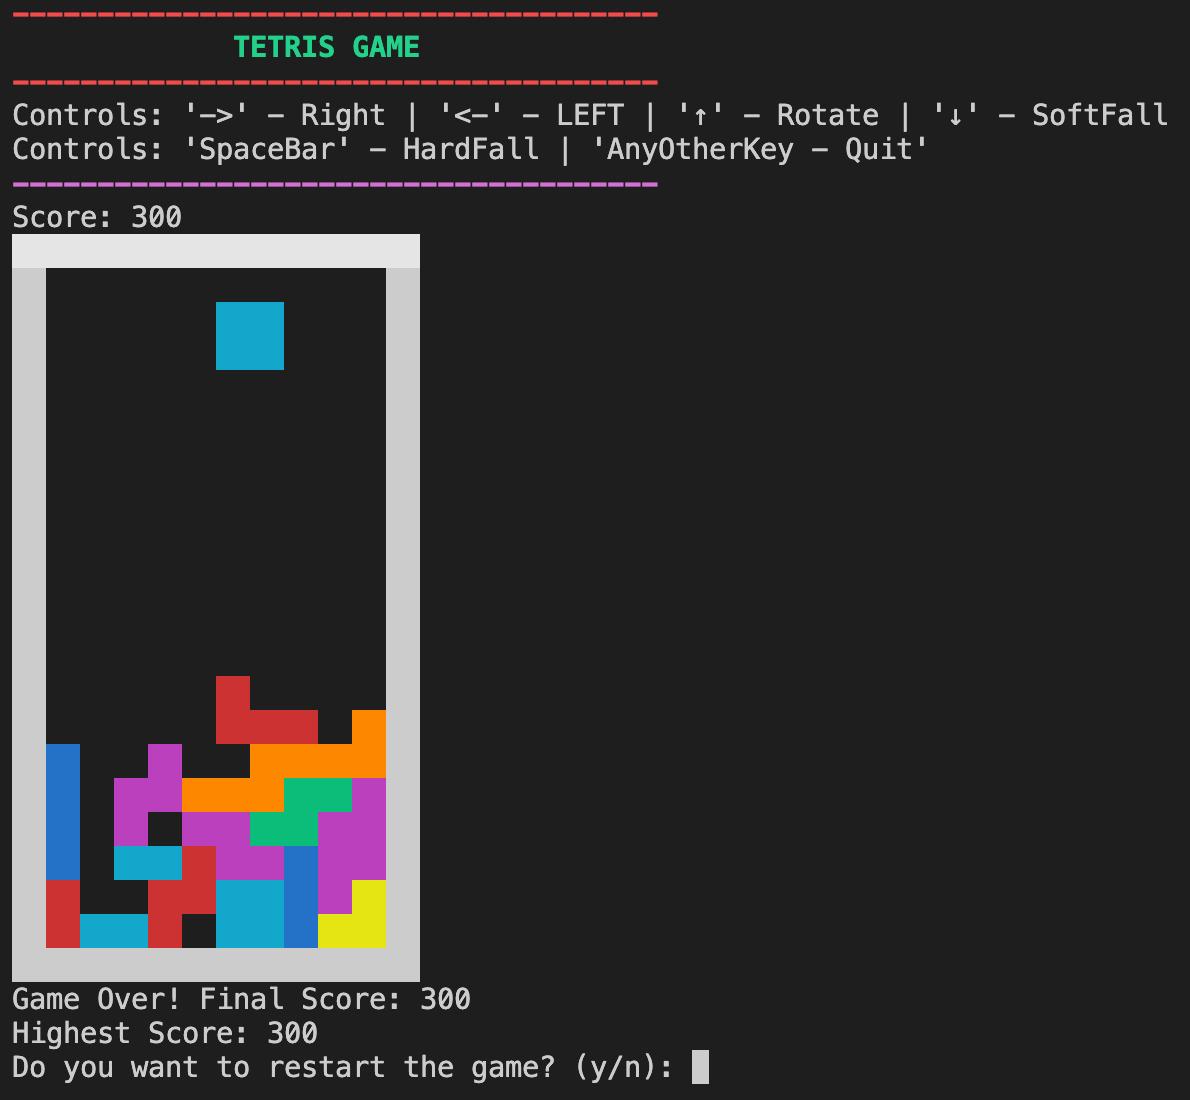 TETRIS GAME
Controls: '->' - Right | '<-' - LEFT | '↑' - Rotate | '↓' - SoftFall
Controls: 'SpaceBar' - HardFall | 'AnyOtherKey - Quit'
Score: 300
Game Over! Final Score: 300
Highest Score: 300
Do you want to restart the game? (y/n):